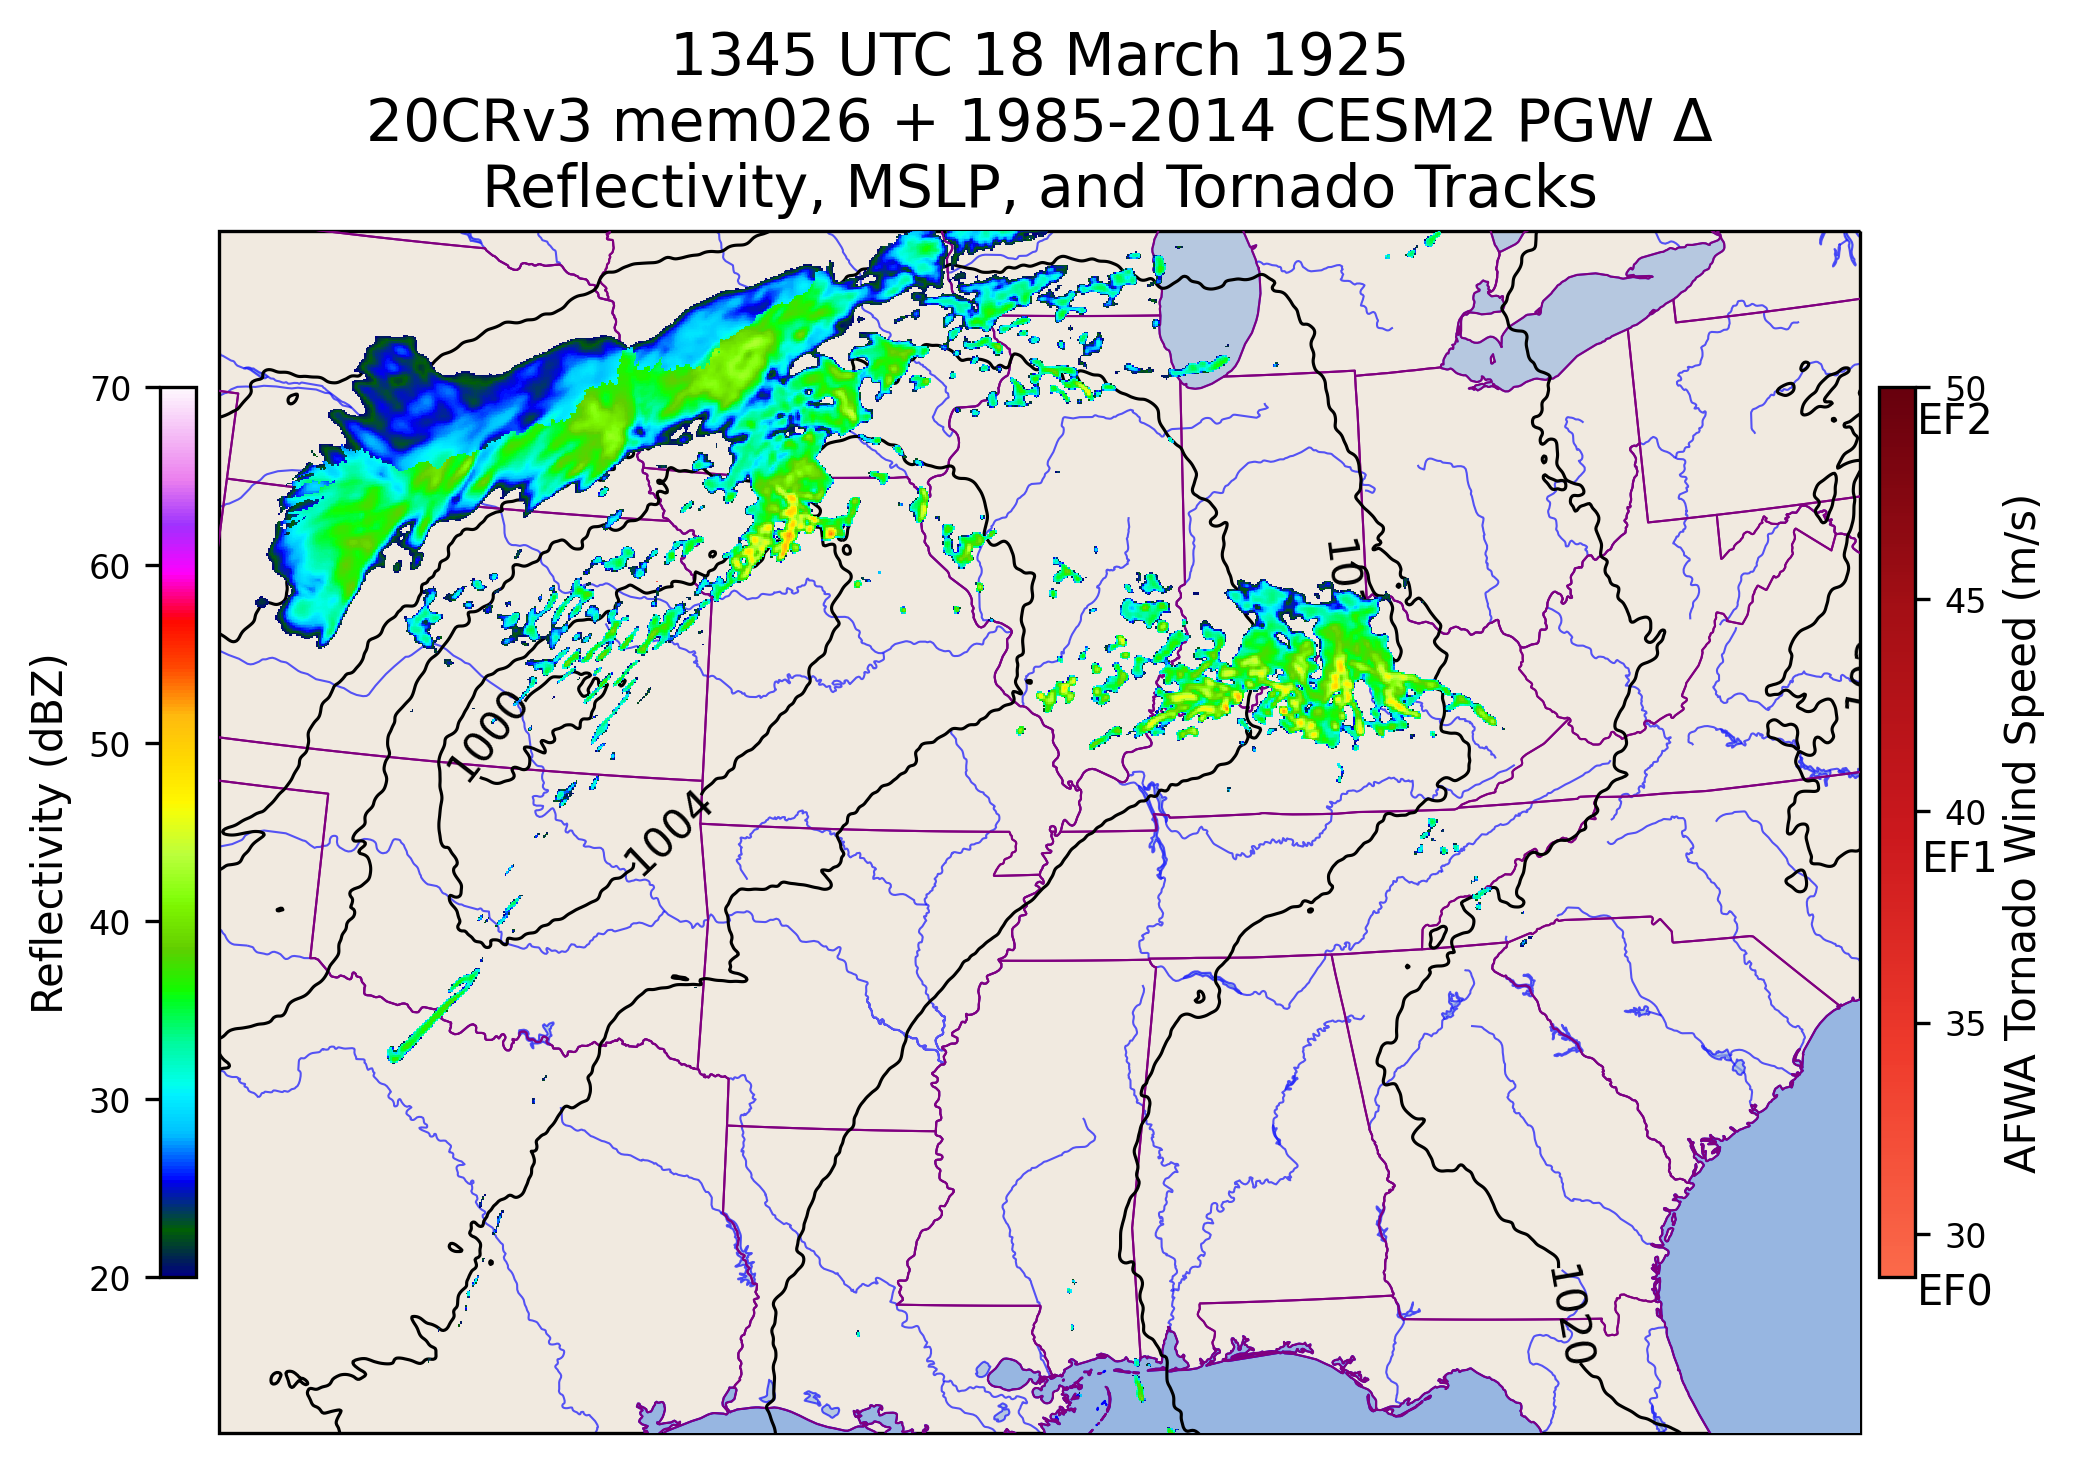 1345 UTC 18 March 1925
20CRv3 mem026 + 1985-2014 CESM2 PGW Δ
Reflectivity, MSLP, and Tornado Tracks
70
60
50
40
30
20
Reflectivity (dBZ)
1000
1004
10
1020
50
EF2
45
40
EF1
35
30
EF0
AFWA Tornado Wind Speed (m/s)